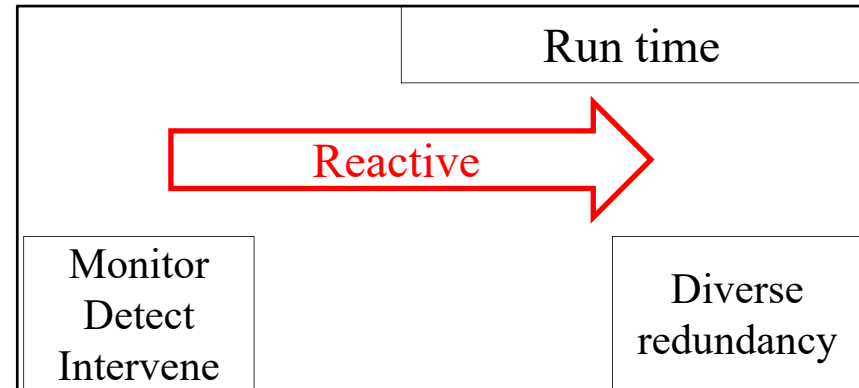 Run time
Reactive
Monitor
Detect
Intervene
Diverse
redundancy